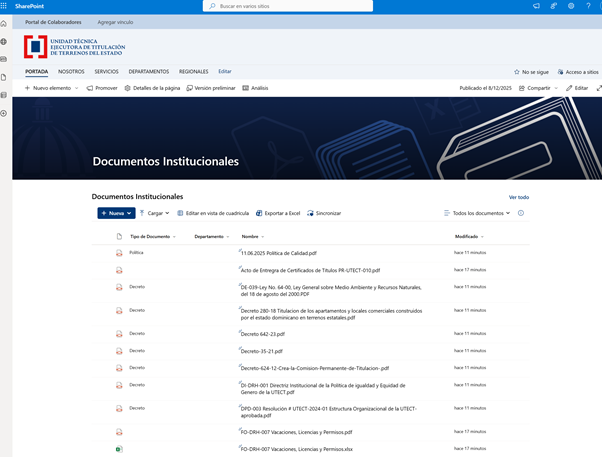 SharePoint
Buscar en varios sitios
Portal de Colaboradores Agregar vínculo
UNIDAD TÉCNICA
EJECUTORA DE TITULACIÓN
DE TERRENOS DEL ESTADO
PORTADA NOSOTROS SERVICIOS DEPARTAMENTOS REGIONALES Editar
No se sigue Acceso a sitios
Nuevo elemento Promover Detalles de la página Versión preliminar Análisis
Publicado el 8/12/2025 Compartir Editar
Documentos Institucionales
Documentos Institucionales
Ver todo
Nuevo Cargar Editar en vista de cuadrícula Exportar a Excel Sincronizar
Todos los documentos
Tipo de Documento Departamento Nombre Modificado
Política 11.06.2025 Política de Calidad.pdf hace 11 minutos
Acto de Entregra de Certificados de Titulos PR-UTECT-010.pdf hace 17 minutos
Decreto DE-039-Ley No. 64-00, Ley General sobre Medio Ambiente y Recursos Naturales, hace 11 minutos
del 18 de agosto del 2000.PDF
Decreto Decreto 280-18 Titulacion de los apartamentos y locales comerciales construidos hace 11 minutos
por el estado dominicano en terrenos estatales.pdf
Decreto Decreto 642-23.pdf hace 11 minutos
Decreto Decreto-35-21.pdf hace 11 minutos
Decreto Decreto-624-12-Crea-la-Comision-Permanente-de-Titulacion-.pdf hace 11 minutos
Decreto DI-DRH-001 Directriz Institucional de la Política de igualdad y Equidad de hace 11 minutos
Genero de la UTECT.pdf
Decreto DPD-003 Resolución # UTECT-2024-01 Estructura Organizacional de la UTECT- hace 11 minutos
aprobada.pdf
FO-DRH-007 Vacaciones, Licencias y Permisos.pdf hace 17 minutos
FO-DRH-007 Vacaciones, Licencias y Permisos.xlsx hace 17 minutos